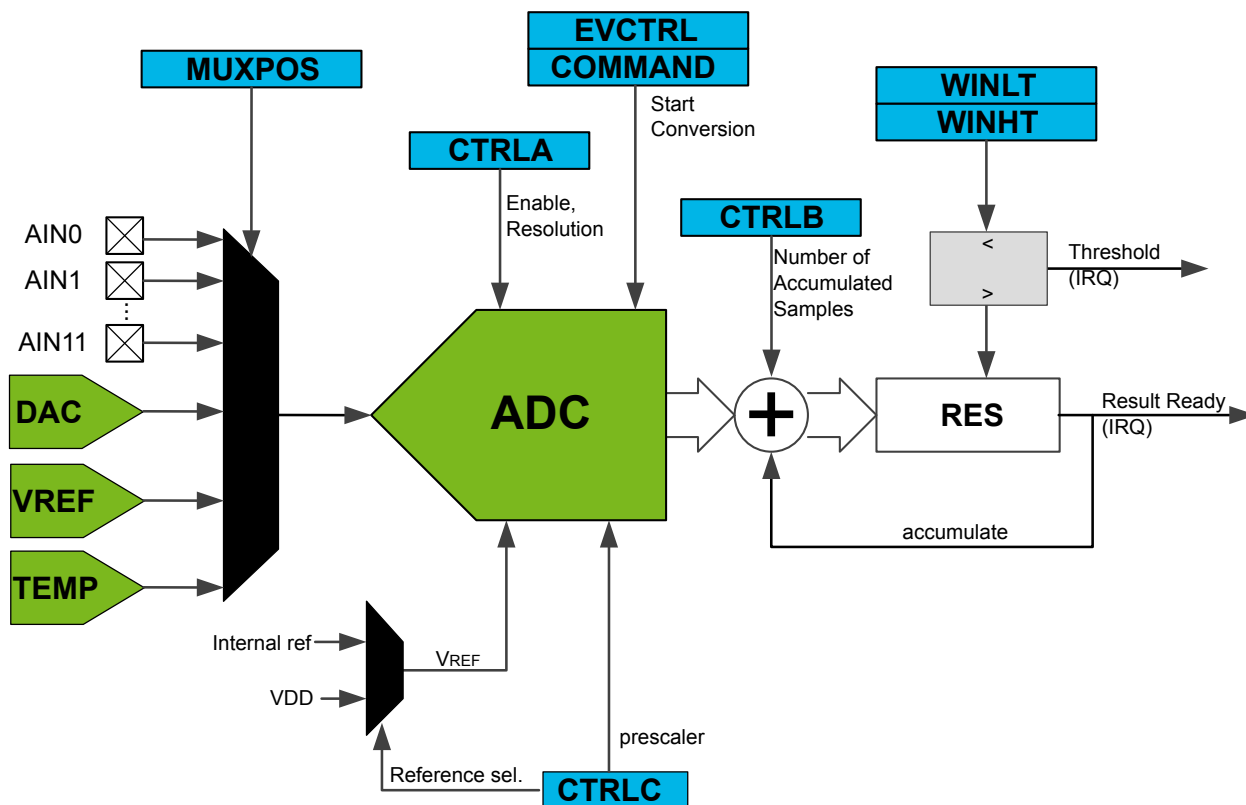 EVCTRL
COMMAND
MUXPOS
WINLT
WINHT
Start
Conversion
CTRLA
Enable,
Resolution
CTRLB
Number of
Accumulated
Samples
<
>
Threshold
(IRQ)
AIN0
AIN1
AIN11
DAC
VREF
TEMP
ADC
+
RES
Result Ready
(IRQ)
accumulate
Internal ref
VREF
VDD
prescaler
Reference sel.
CTRLC